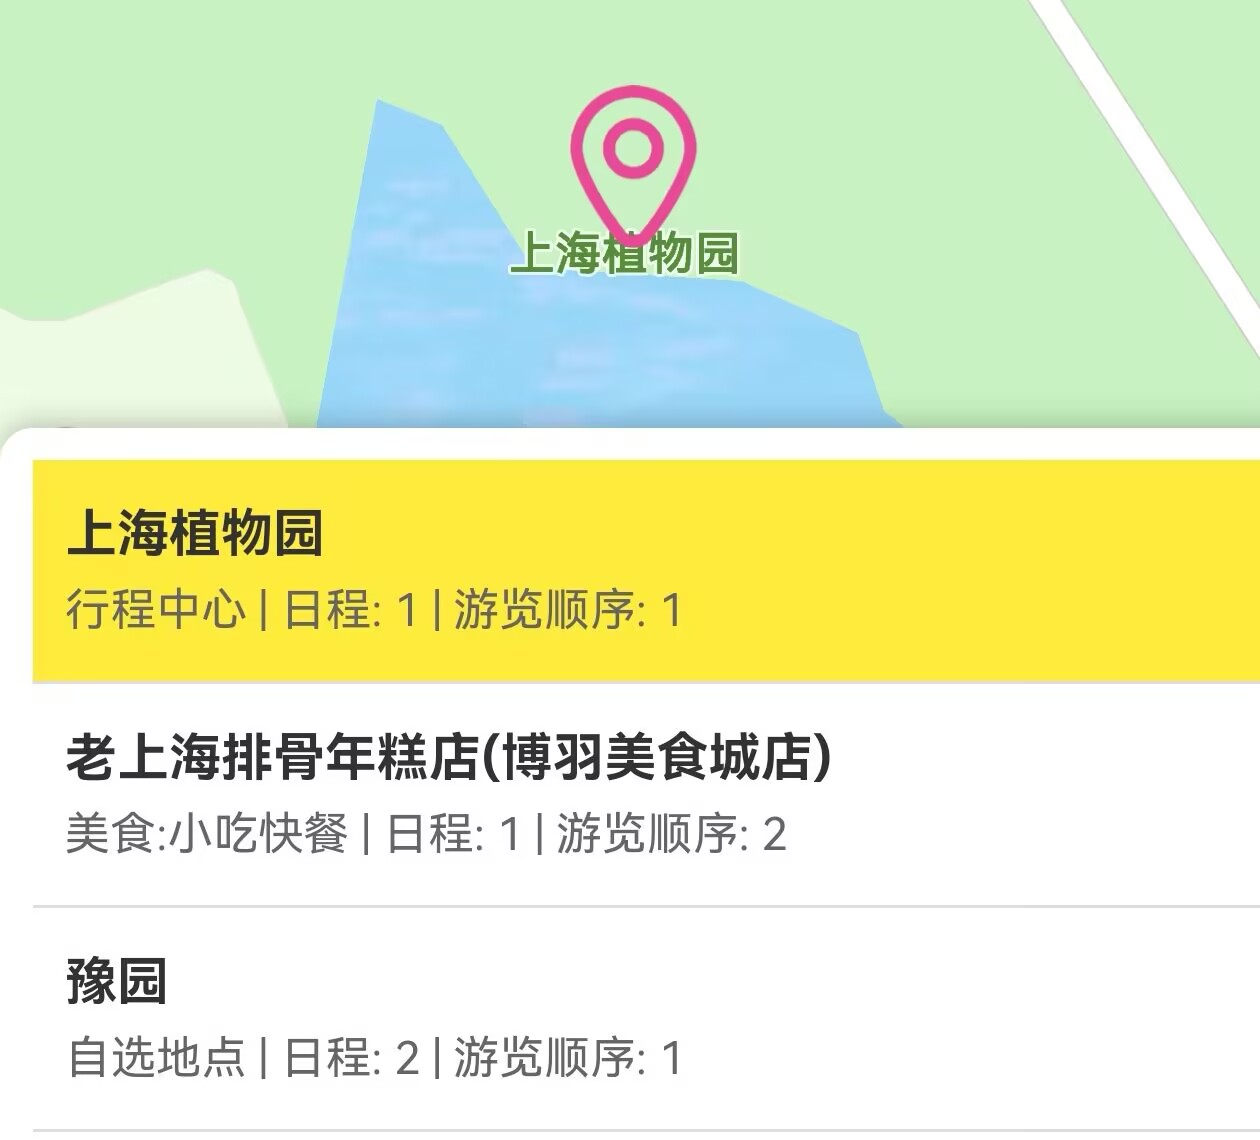 上海植物园
上海植物园
行程中心 | 日程: 1 | 游览顺序: 1
老上海排骨年糕店(博羽美食城店)
美食:小吃快餐 | 日程: 1 | 游览顺序: 2
豫园
自选地点 | 日程: 2 | 游览顺序: 1